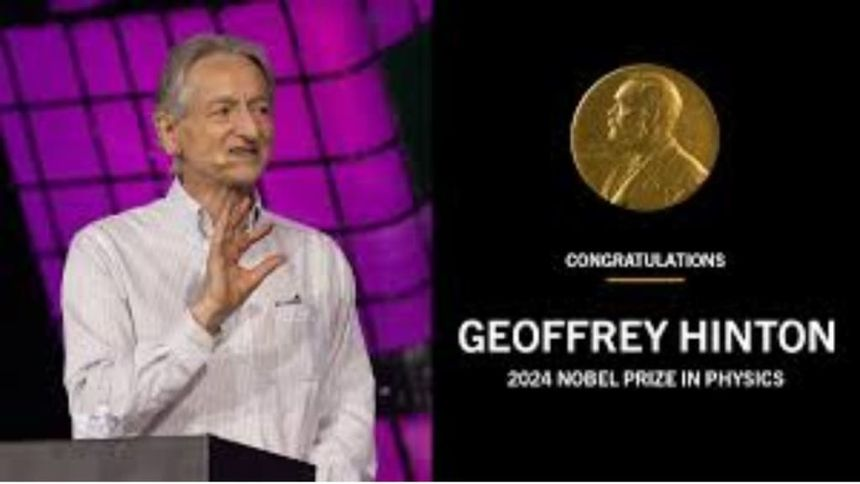 CONGRATULATIONS
GEOFFREY HINTON
2024 NOBEL PRIZE IN PHYSICS